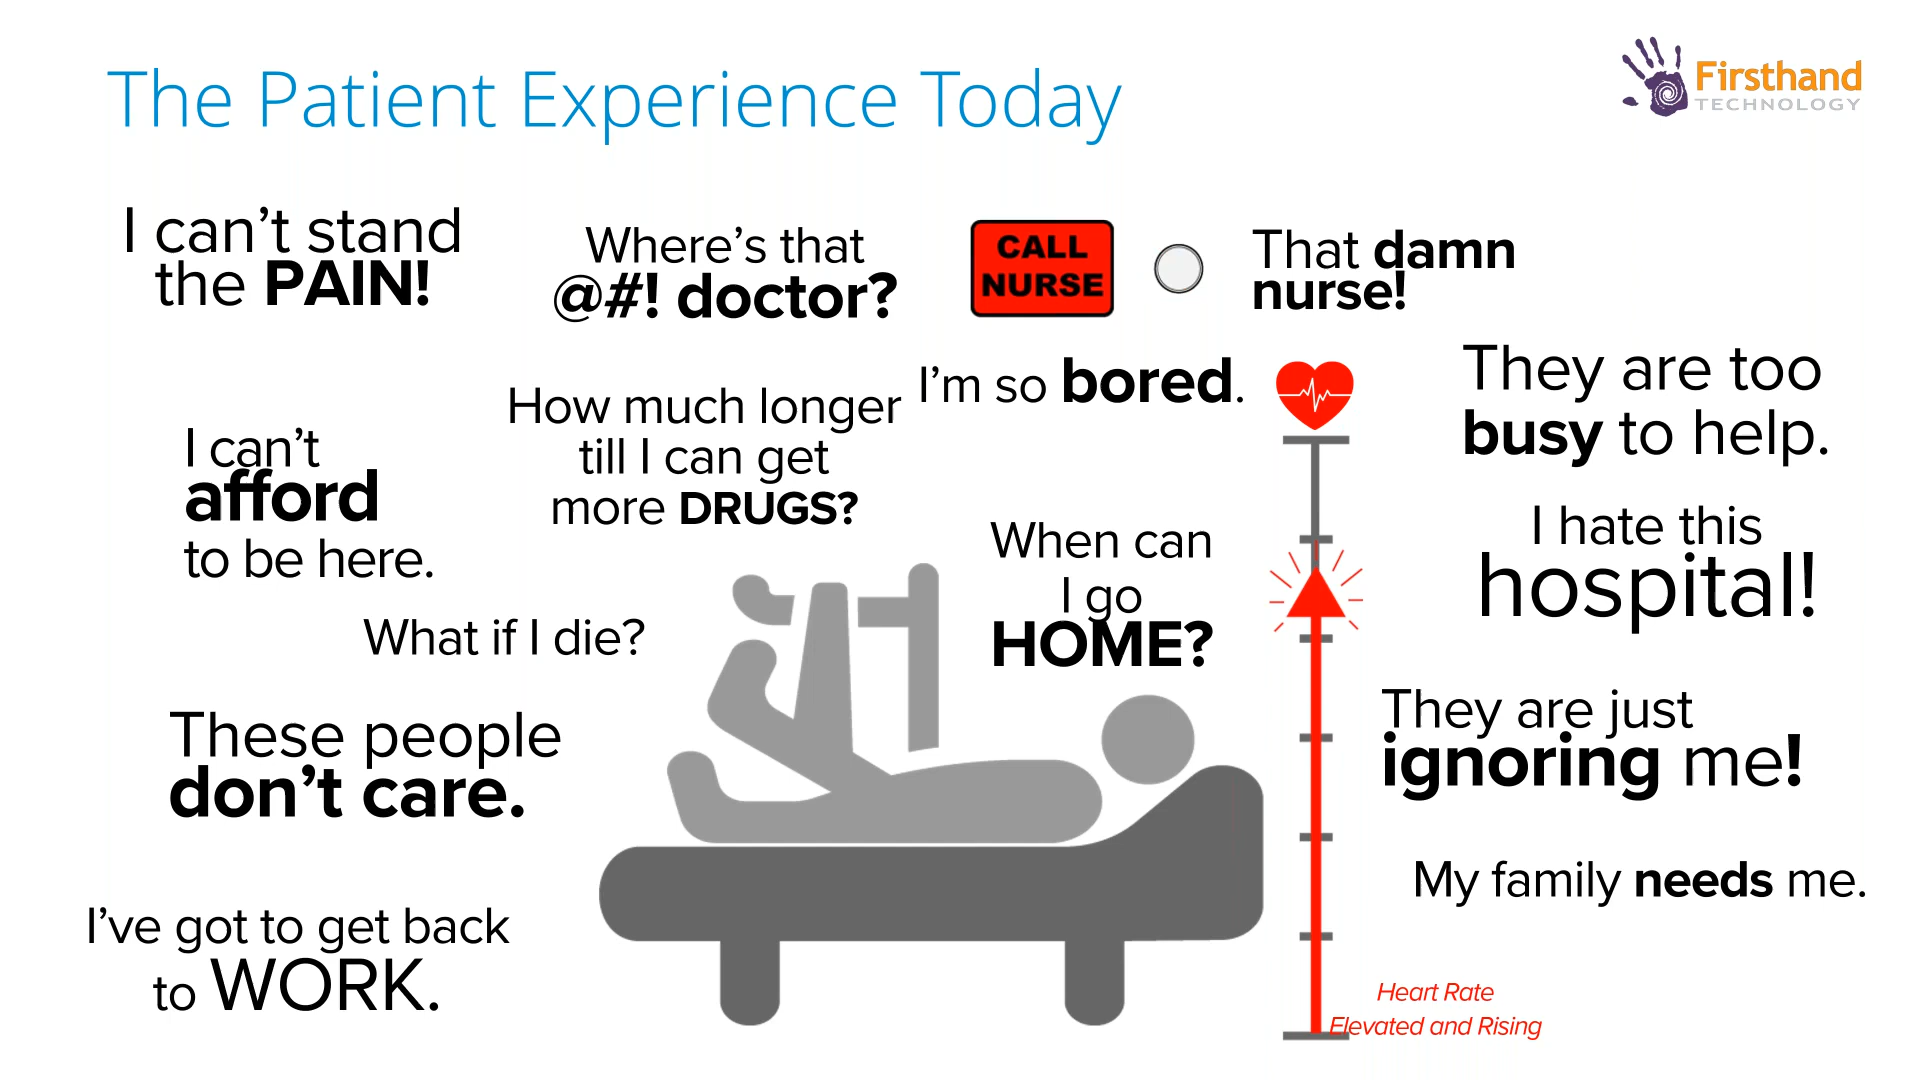 The Patient Experience Today
Firsthand
TECHNOLOGY
I can't stand
the PAIN!
Where's that
@#! doctor?
CALL
NURSE
That damn
nurse!
I'm so bored.
They are too
busy to help.
How much longer
till I can get
more DRUGS?
I can't
afford
to be here.
When can
I go
HOME?
I hate this
hospital!
What if I die?
These people
don't care.
They are just
ignoring me!
My family needs me.
I've got to get back
to WORK.
Heart Rate
Elevated and Rising